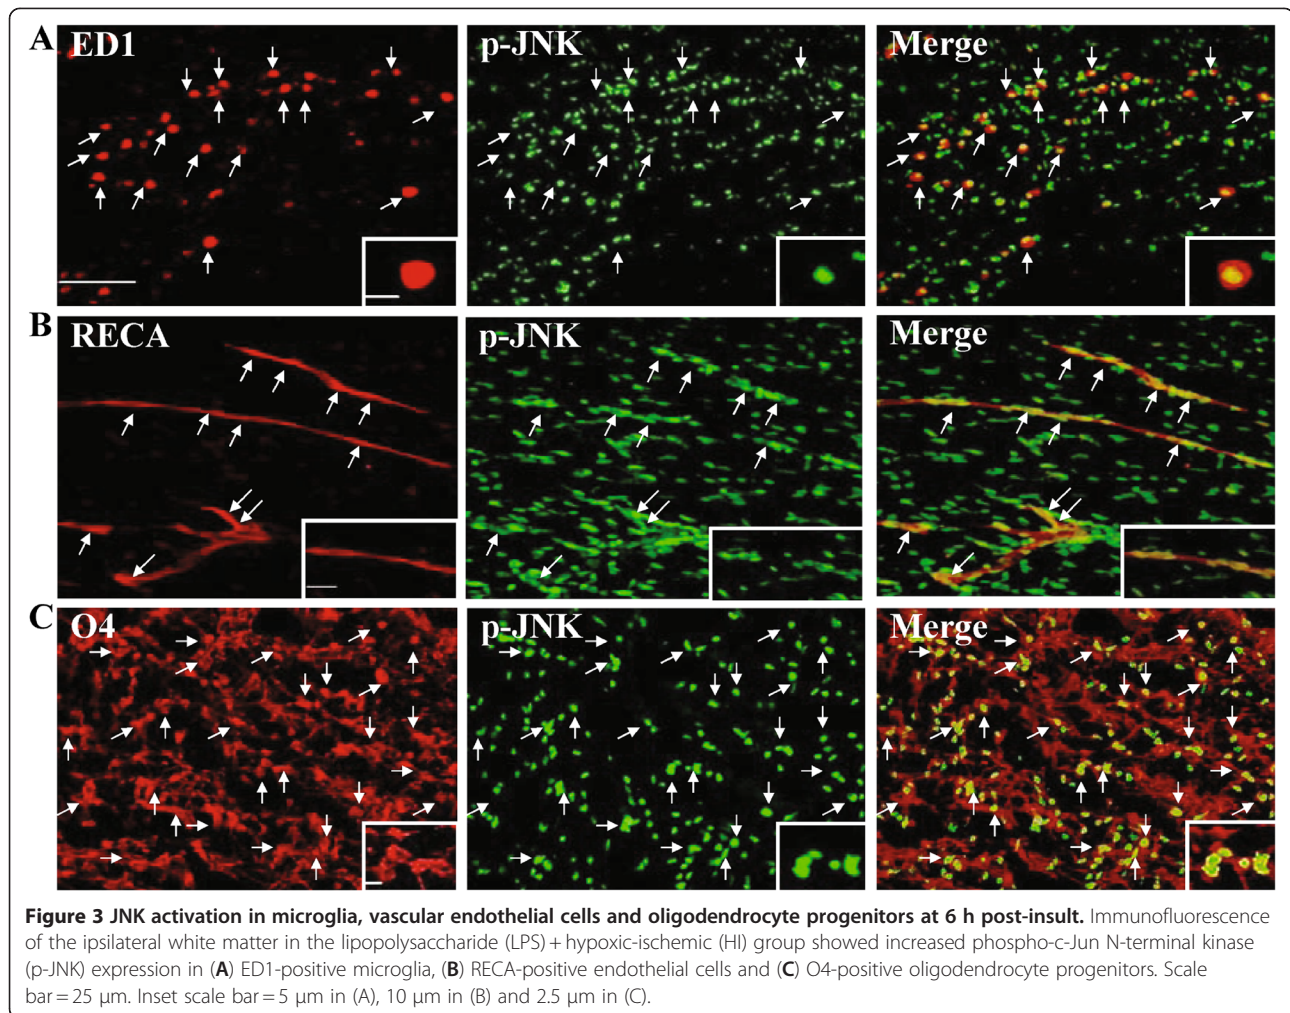 A ED1 p-JNK Merge
B RECA p-JNK Merge
C O4 p-JNK Merge
Figure 3 JNK activation in microglia, vascular endothelial cells and oligodendrocyte progenitors at 6 h post-insult. Immunofluorescence
of the ipsilateral white matter in the lipopolysaccharide (LPS) + hypoxic-ischemic (HI) group showed increased phospho-c-Jun N-terminal kinase
(p-JNK) expression in (A) ED1-positive microglia, (B) RECA-positive endothelial cells and (C) O4-positive oligodendrocyte progenitors. Scale
bar = 25 μm. Inset scale bar = 5 μm in (A), 10 μm in (B) and 2.5 μm in (C).